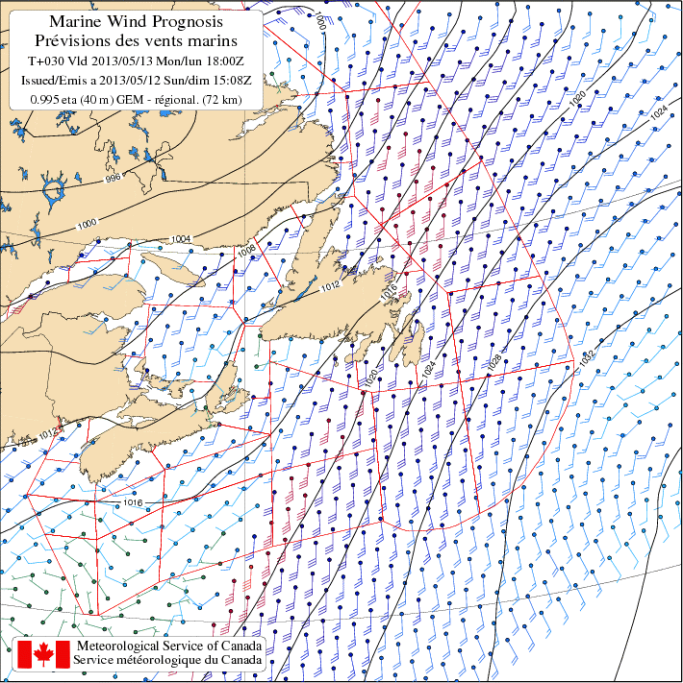 Marine Wind Prognosis
Prévisions des vents marins
T+030 Vld 2013/05/13 Mon/lun 18:00Z
Issued/Emis a 2013/05/12 Sun/dim 15:08Z
0.995 eta (40 m) GEM - régional. (72 km)
1000
1020
1024
996
1000
1004
1008
1012
1016
1032
1028
1024
1020
1012
1016
Meteorological Service of Canada
Service météorologique du Canada